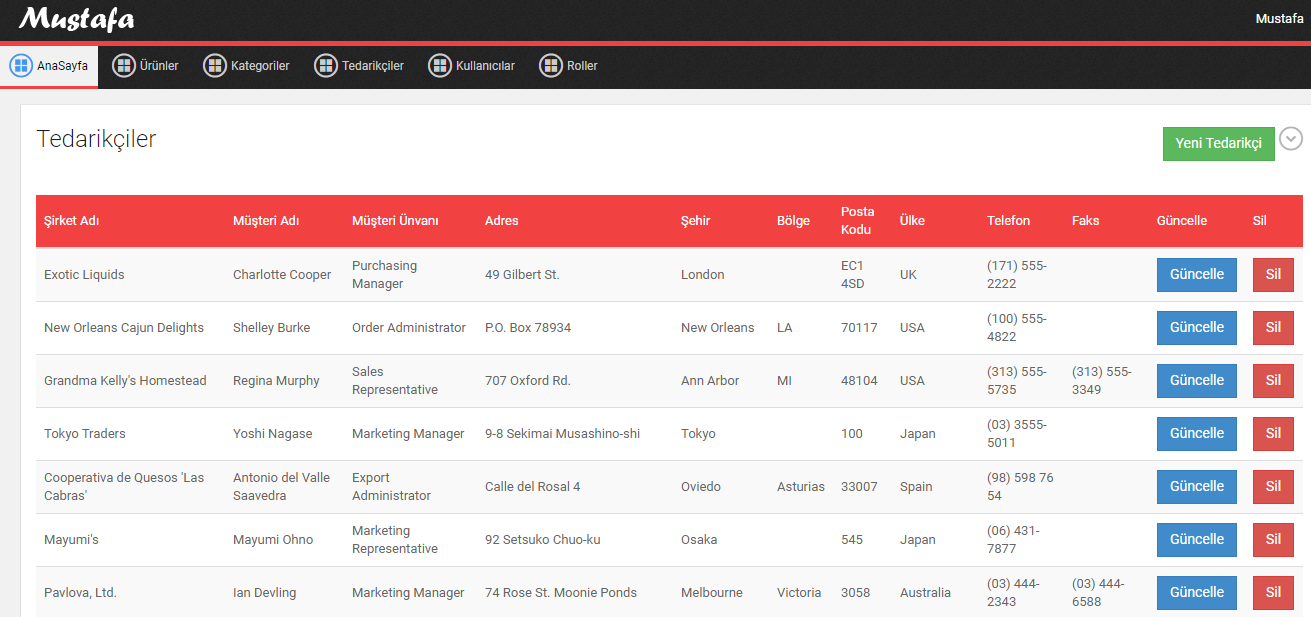 Mustafa
Mustafa
AnaSayfa Ürünler Kategoriler Tedarikçiler Kullanıcılar Roller
Tedarikçiler
Yeni Tedarikçi
Şirket Adı Müşteri Adı Müşteri Ünvanı Adres Şehir Bölge Posta Kodu Ülke Telefon Faks Güncelle Sil
Exotic Liquids Charlotte Cooper Purchasing Manager 49 Gilbert St. London EC1 4SD UK (171) 555-2222 Güncelle Sil
New Orleans Cajun Delights Shelley Burke Order Administrator P.O. Box 78934 New Orleans LA 70117 USA (100) 555-4822 Güncelle Sil
Grandma Kelly's Homestead Regina Murphy Sales Representative 707 Oxford Rd. Ann Arbor MI 48104 USA (313) 555-5735 (313) 555-3349 Güncelle Sil
Tokyo Traders Yoshi Nagase Marketing Manager 9-8 Sekimai Musashino-shi Tokyo 100 Japan (03) 3555-5011 Güncelle Sil
Cooperativa de Quesos 'Las Cabras' Antonio del Valle Saavedra Export Administrator Calle del Rosal 4 Oviedo Asturias 33007 Spain (98) 598 76 54 Güncelle Sil
Mayumi's Mayumi Ohno Marketing Representative 92 Setsuko Chuo-ku Osaka 545 Japan (06) 431-7877 Güncelle Sil
Pavlova, Ltd. Ian Devling Marketing Manager 74 Rose St. Moonie Ponds Melbourne Victoria 3058 Australia (03) 444-2343 (03) 444-6588 Güncelle Sil